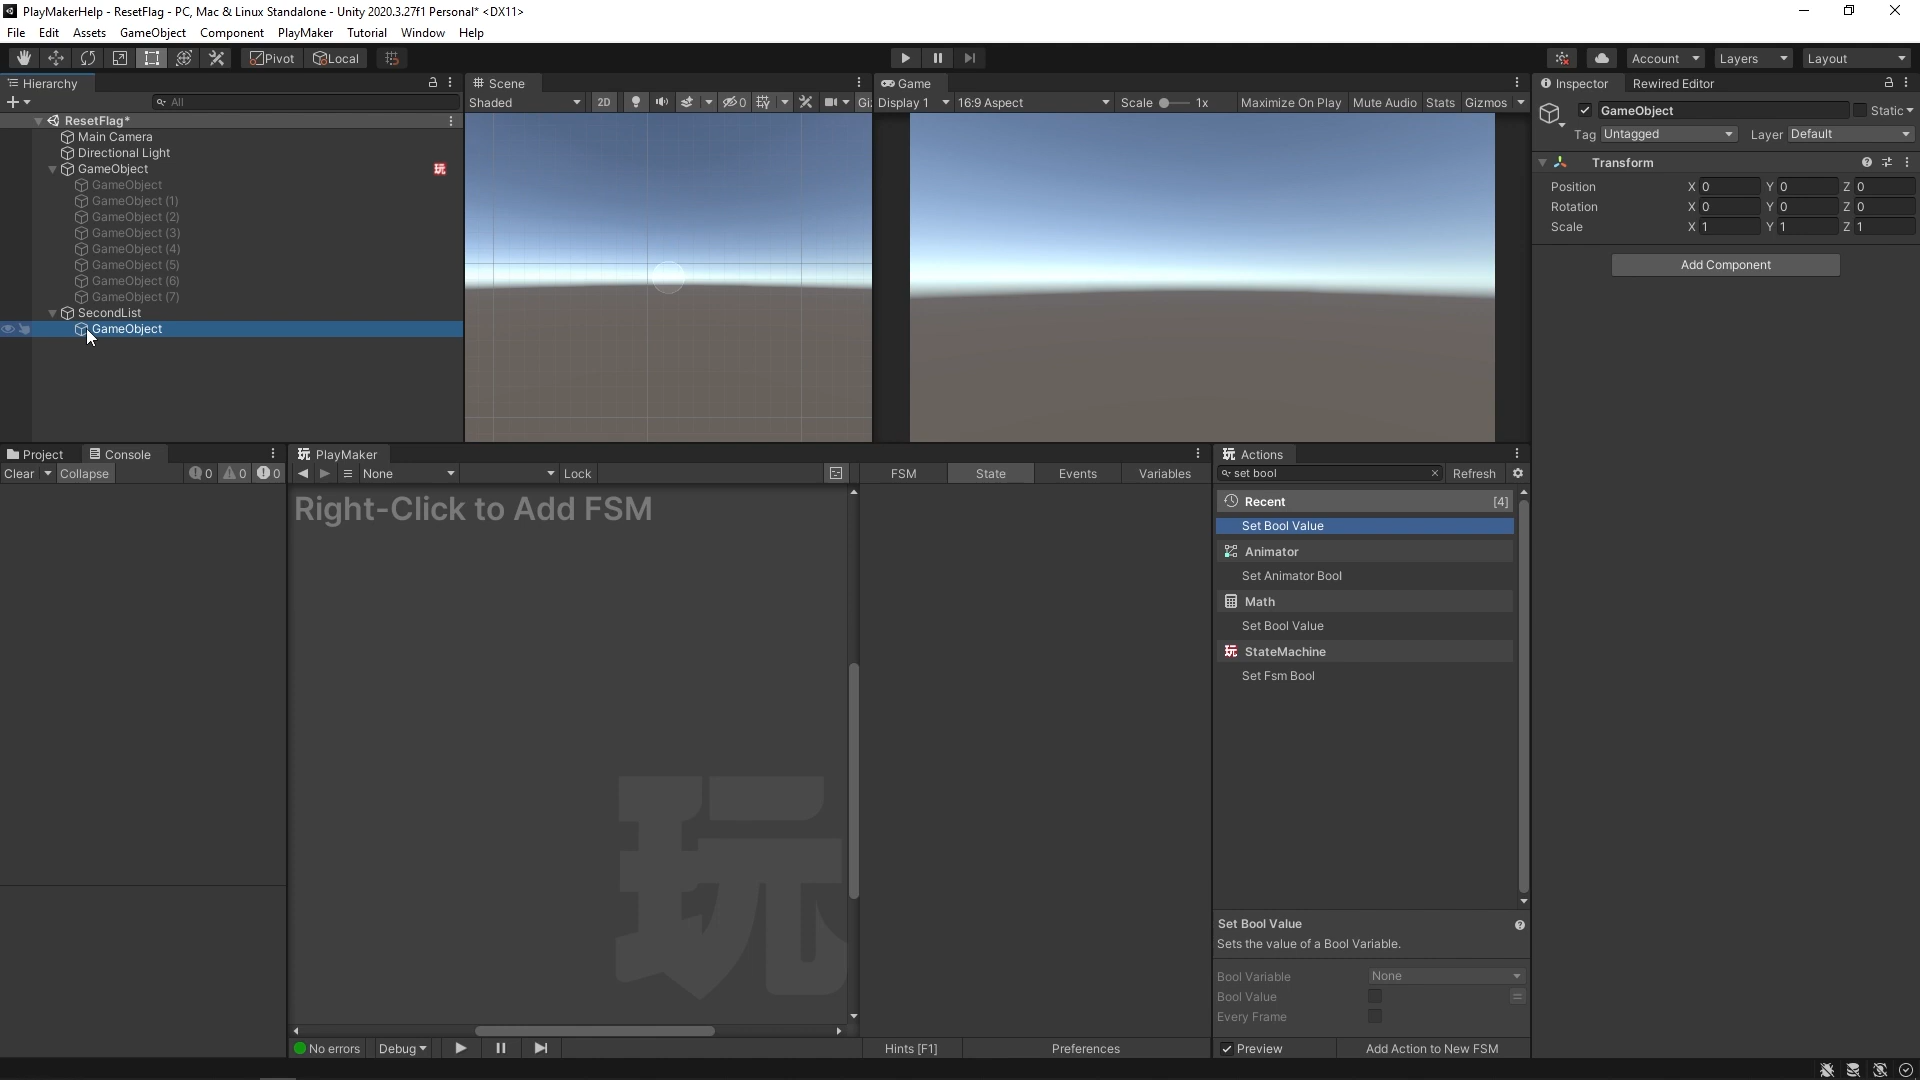 PlayMakerHelp - ResetFlag - PC, Mac & Linux Standalone - Unity 2020.3.27f1 Personal* <DX11>
File Edit Assets GameObject Component PlayMaker Tutorial Window Help
Pivot Local Account Layers Layout
Hierarchy
All
ResetFlag*
Main Camera
Directional Light
GameObject 玩
GameObject
GameObject (1)
GameObject (2)
GameObject (3)
GameObject (4)
GameObject (5)
GameObject (6)
GameObject (7)
SecondList
GameObject
Scene
Shaded 2D 0 Gi
Game
Display 1 16:9 Aspect Scale 1x Maximize On Play Mute Audio Stats Gizmos
Inspector Rewired Editor
GameObject Static
Tag Untagged Layer Default
Transform
Position X 0 Y 0 Z 0
Rotation X 0 Y 0 Z 0
Scale X 1 Y 1 Z 1
Add Component
Project Console
Clear Collapse 0 0 0
玩 PlayMaker
None Lock
FSM State Events Variables
Right-Click to Add FSM
玩
No errors Debug
Hints [F1] Preferences
玩 Actions
set bool Refresh
Recent [4]
Set Bool Value
Animator
Set Animator Bool
Math
Set Bool Value
玩 StateMachine
Set Fsm Bool
Set Bool Value
Sets the value of a Bool Variable.
Bool Variable None
Bool Value =
Every Frame
Preview Add Action to New FSM